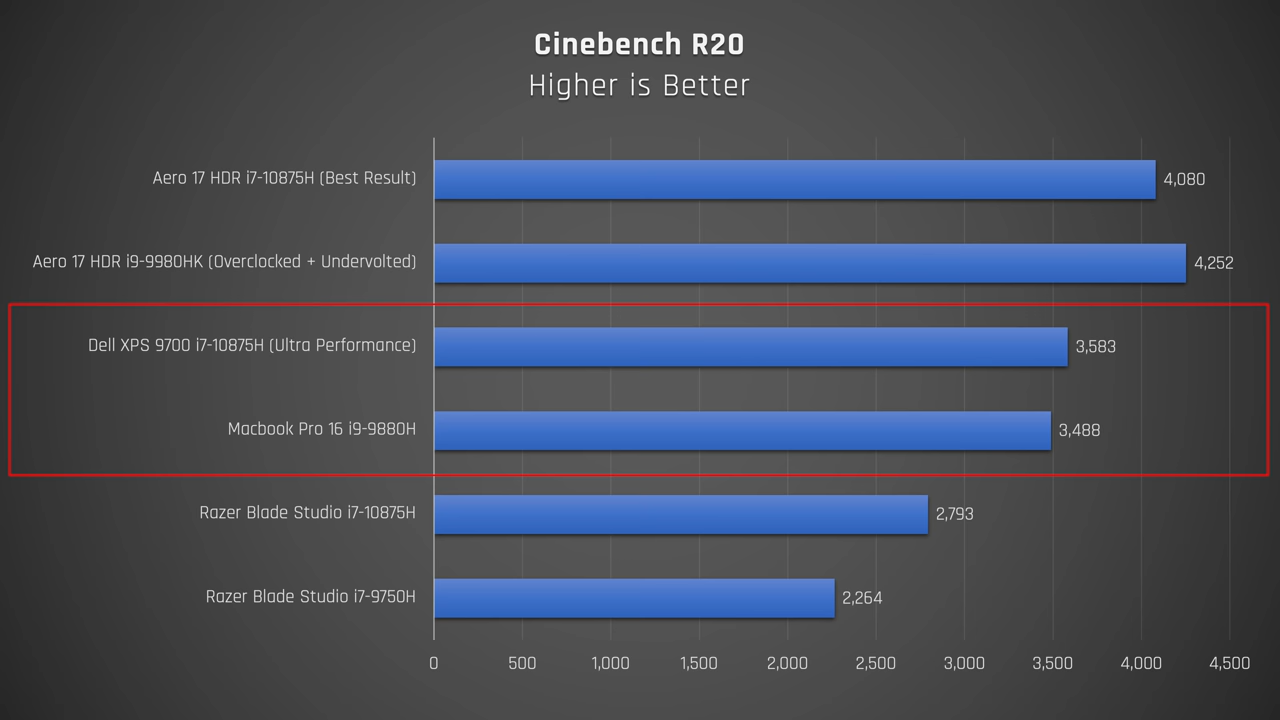 Cinebench R20
Higher is Better
Aero 17 HDR i7-10875H (Best Result) 4,080
Aero 17 HDR i9-9980HK (Overclocked + Undervolted) 4,252
Dell XPS 9700 i7-10875H (Ultra Performance) 3,583
Macbook Pro 16 i9-9880H 3,488
Razer Blade Studio i7-10875H 2,793
Razer Blade Studio i7-9750H 2,264
0 500 1,000 1,500 2,000 2,500 3,000 3,500 4,000 4,500